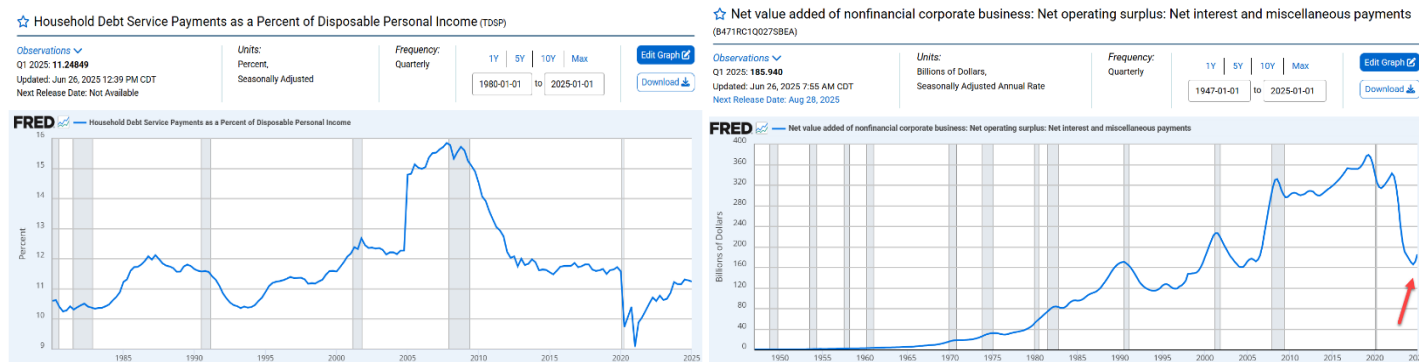 Household Debt Service Payments as a Percent of Disposable Personal Income (TDSP)
Observations
Q1 2025: 11.24849
Updated: Jun 26, 2025 12:39 PM CDT
Next Release Date: Not Available
Units:
Percent,
Seasonally Adjusted
Frequency:
Quarterly
1Y 5Y 10Y Max
1980-01-01 to 2025-01-01
Edit Graph
Download
FRED Household Debt Service Payments as a Percent of Disposable Personal Income
Percent
16
15
14
13
12
11
10
9
1985 1990 1995 2000 2005 2010 2015 2020 2025
Net value added of nonfinancial corporate business: Net operating surplus: Net interest and miscellaneous payments
(B471RC1Q027SBEA)
Observations
Q1 2025: 185.940
Updated: Jun 26, 2025 7:55 AM CDT
Next Release Date: Aug 28, 2025
Units:
Billions of Dollars,
Seasonally Adjusted Annual Rate
Frequency:
Quarterly
1Y 5Y 10Y Max
1947-01-01 to 2025-01-01
Edit Graph
Download
FRED Net value added of nonfinancial corporate business: Net operating surplus: Net interest and miscellaneous payments
Billions of Dollars
400
360
320
280
240
200
160
120
80
40
0
1950 1955 1960 1965 1970 1975 1980 1985 1990 1995 2000 2005 2010 2015 2020